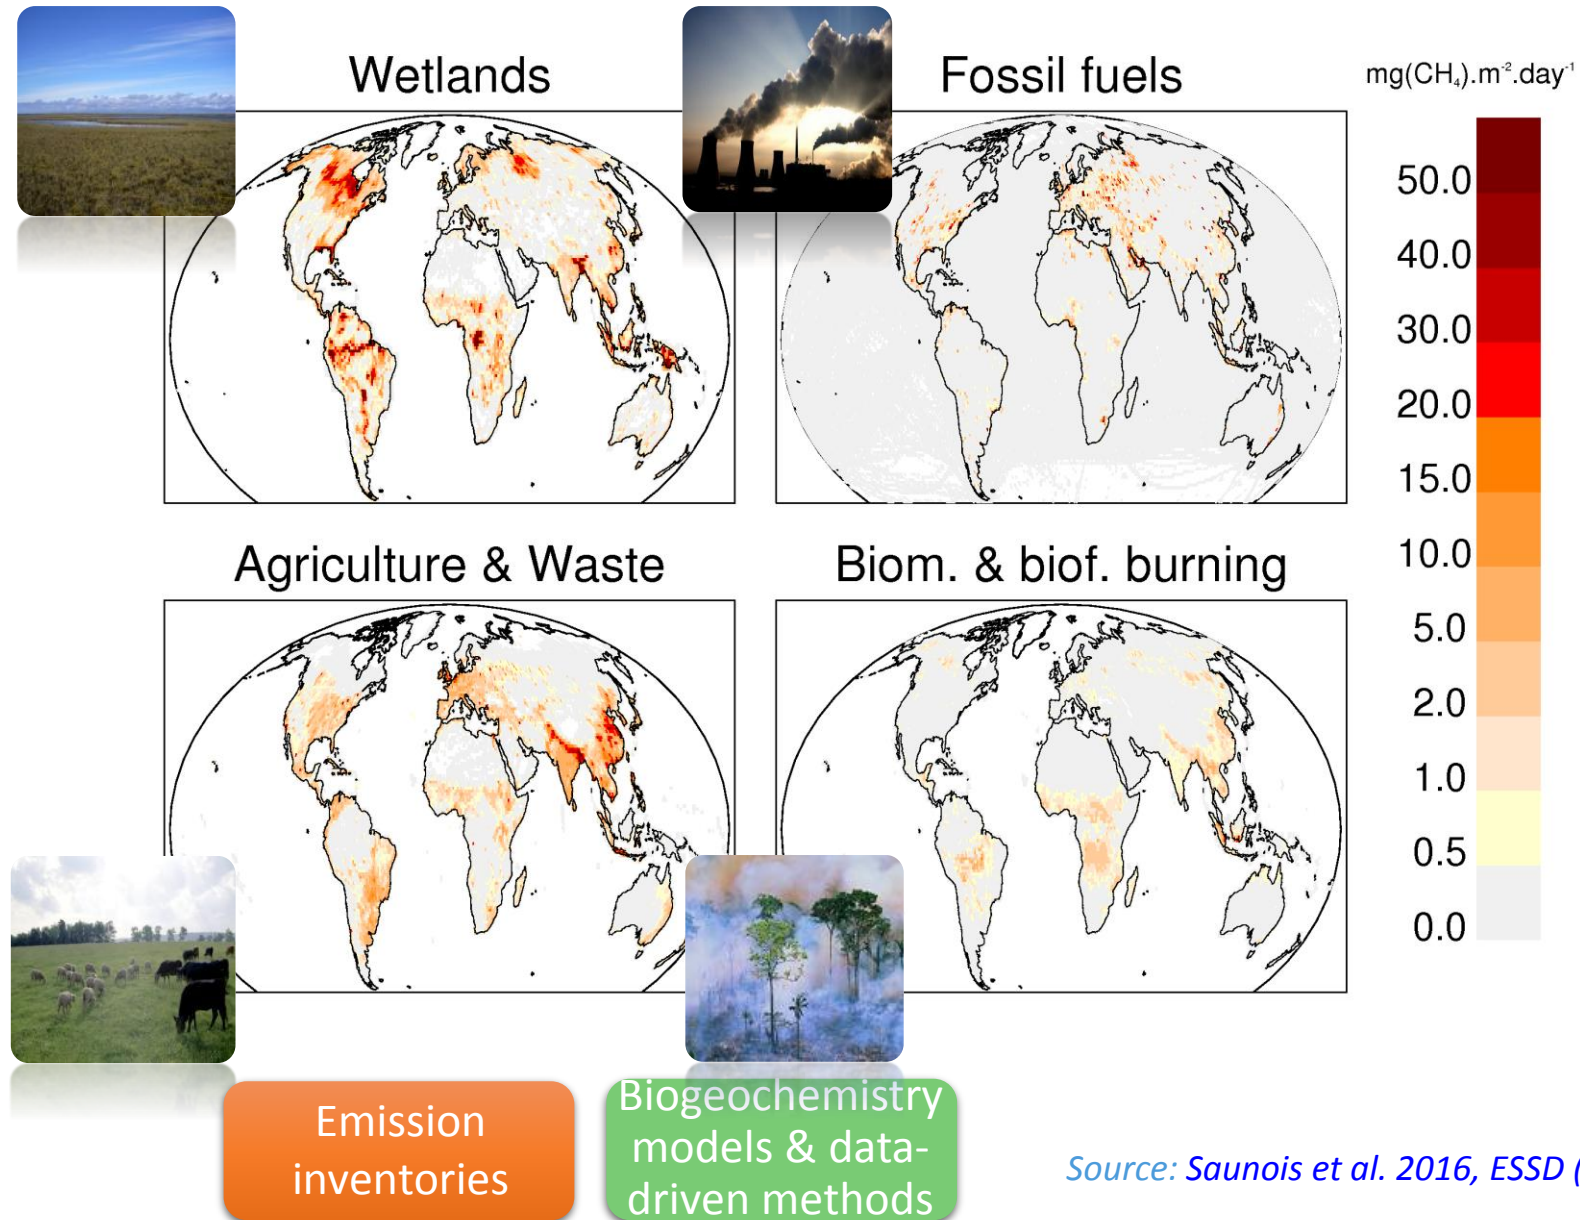 Wetlands
Fossil fuels
mg(CH₄).m⁻².day⁻¹
50.0
40.0
30.0
20.0
15.0
10.0
5.0
2.0
1.0
0.5
0.0
Agriculture & Waste
Biom. & biof. burning
Emission
inventories
Biogeochemistry
models & data-
driven methods
Source: Saunois et al. 2016, ESSD (